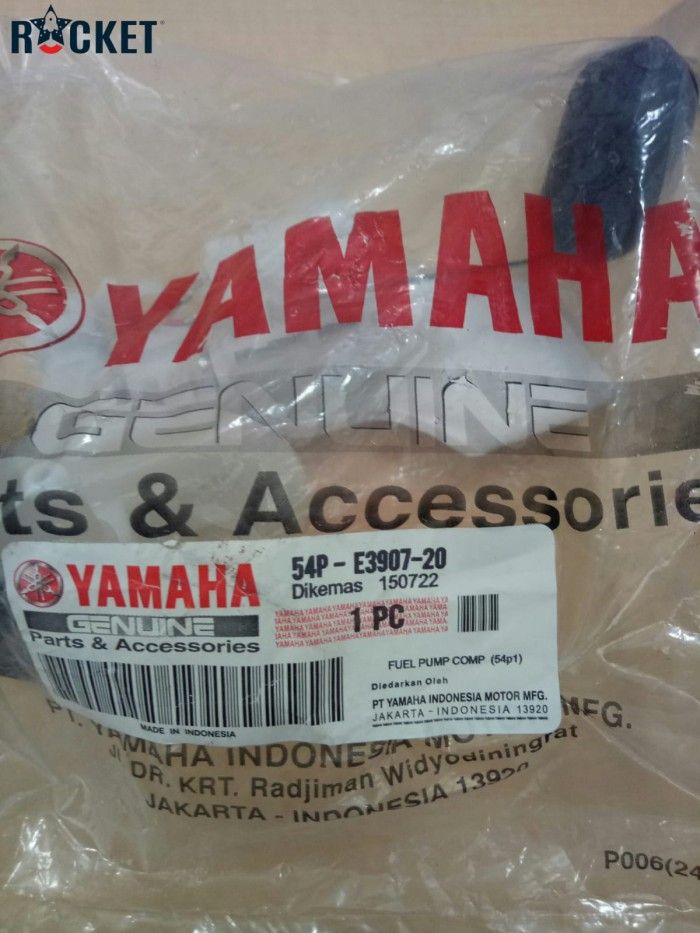 ROCKET
YAMAHA
GENUINE
ts & Accessorie
YAMAHA
GENUINE
Parts & Accessories
54P - E3907-20
Dikemas 150722
1 PC
FUEL PUMP COMP (54p1)
Diedarkan Oleh
PT YAMAHA INDONESIA MOTOR MFG.
JAKARTA - INDONESIA 13920
MADE IN INDONESIA
PT. YAMAHA INDONESIA MOTOR MFG.
Jl. DR. KRT. Radjiman Widyodiningrat
JAKARTA - INDONESIA 13920
P006(24